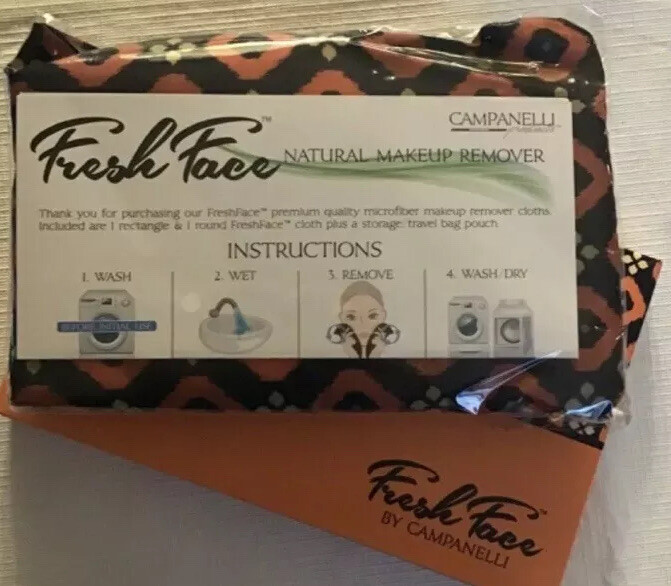 Fresh Face™
CAMPANELLI
NATURAL MAKEUP REMOVER
Thank you for purchasing our FreshFace™ premium quality microfiber makeup remover cloths.
Included are 1 rectangle & 1 round FreshFace™ cloth plus a storage/travel bag pouch.
INSTRUCTIONS
1. WASH
2. WET
3. REMOVE
4. WASH/DRY
BEFORE INITIAL USE
Fresh Face™
BY CAMPANELLI